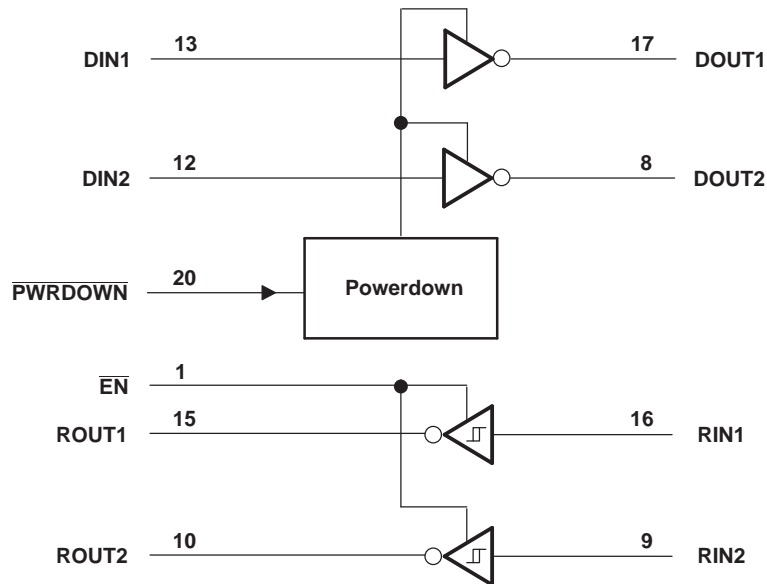 DIN1 13 17 DOUT1
DIN2 12 8 DOUT2
PWRDOWN 20 Powerdown
EN 1
ROUT1 15 16 RIN1
ROUT2 10 9 RIN2